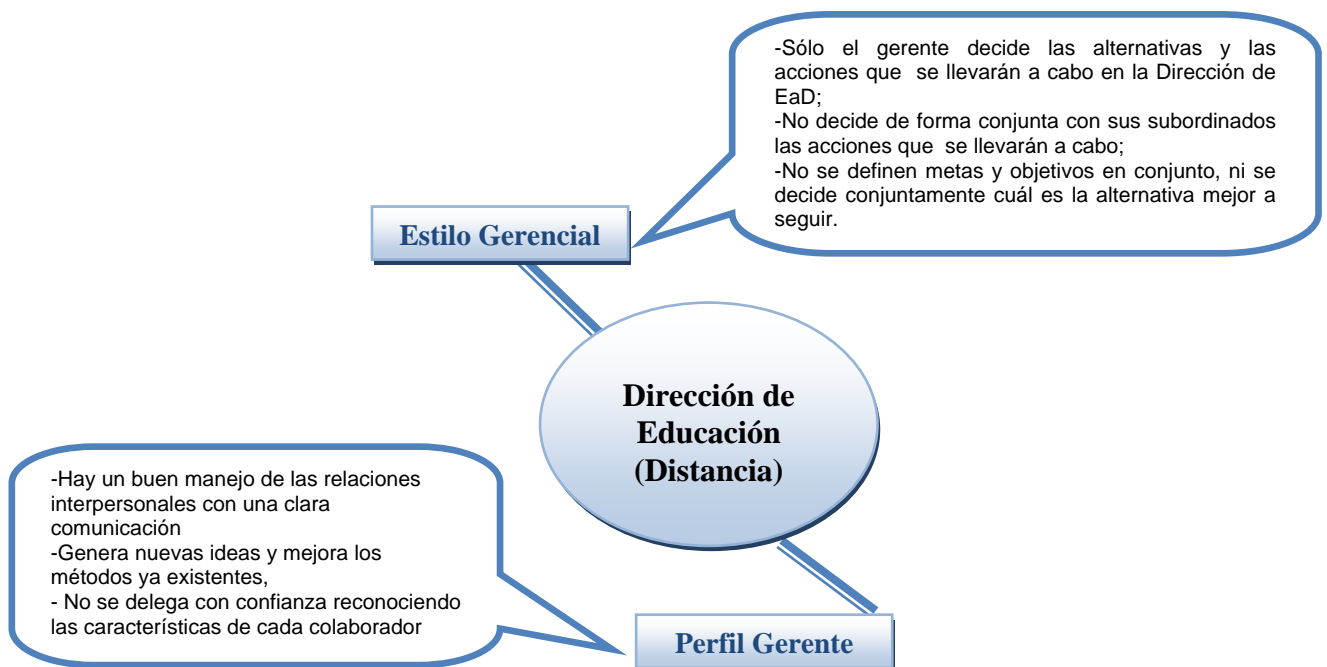 -Sólo el gerente decide las alternativas y las
acciones que se llevarán a cabo en la Dirección de
EaD;
-No decide de forma conjunta con sus subordinados
las acciones que se llevarán a cabo;
-No se definen metas y objetivos en conjunto, ni se
decide conjuntamente cuál es la alternativa mejor a
seguir.
Estilo Gerencial
Dirección de
Educación
(Distancia)
-Hay un buen manejo de las relaciones
interpersonales con una clara
comunicación
-Genera nuevas ideas y mejora los
métodos ya existentes,
- No se delega con confianza reconociendo
las características de cada colaborador
Perfil Gerente